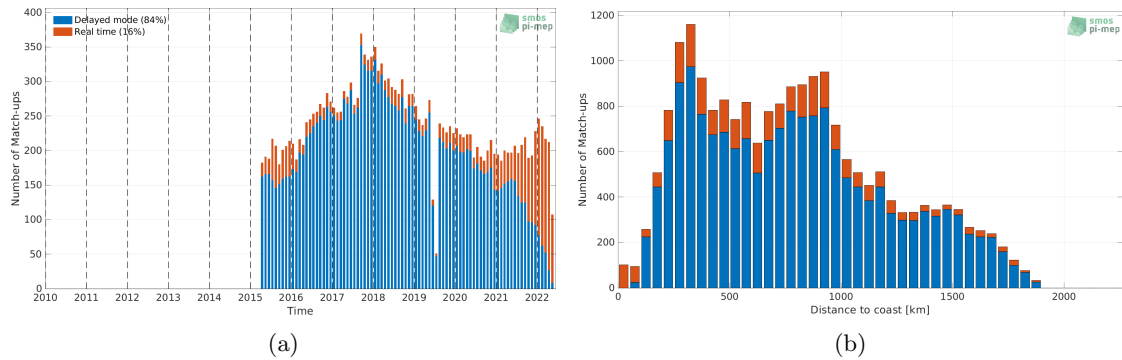 Delayed mode (84%)
Real time (16%)
smos
pi-mep
400
350
300
250
200
150
100
50
0
Number of Match-ups
2010 2011 2012 2013 2014 2015 2016 2017 2018 2019 2020 2021 2022
Time
(a)
smos
pi-mep
1200
1000
800
600
400
200
0
Number of Match-ups
0 500 1000 1500 2000
Distance to coast [km]
(b)